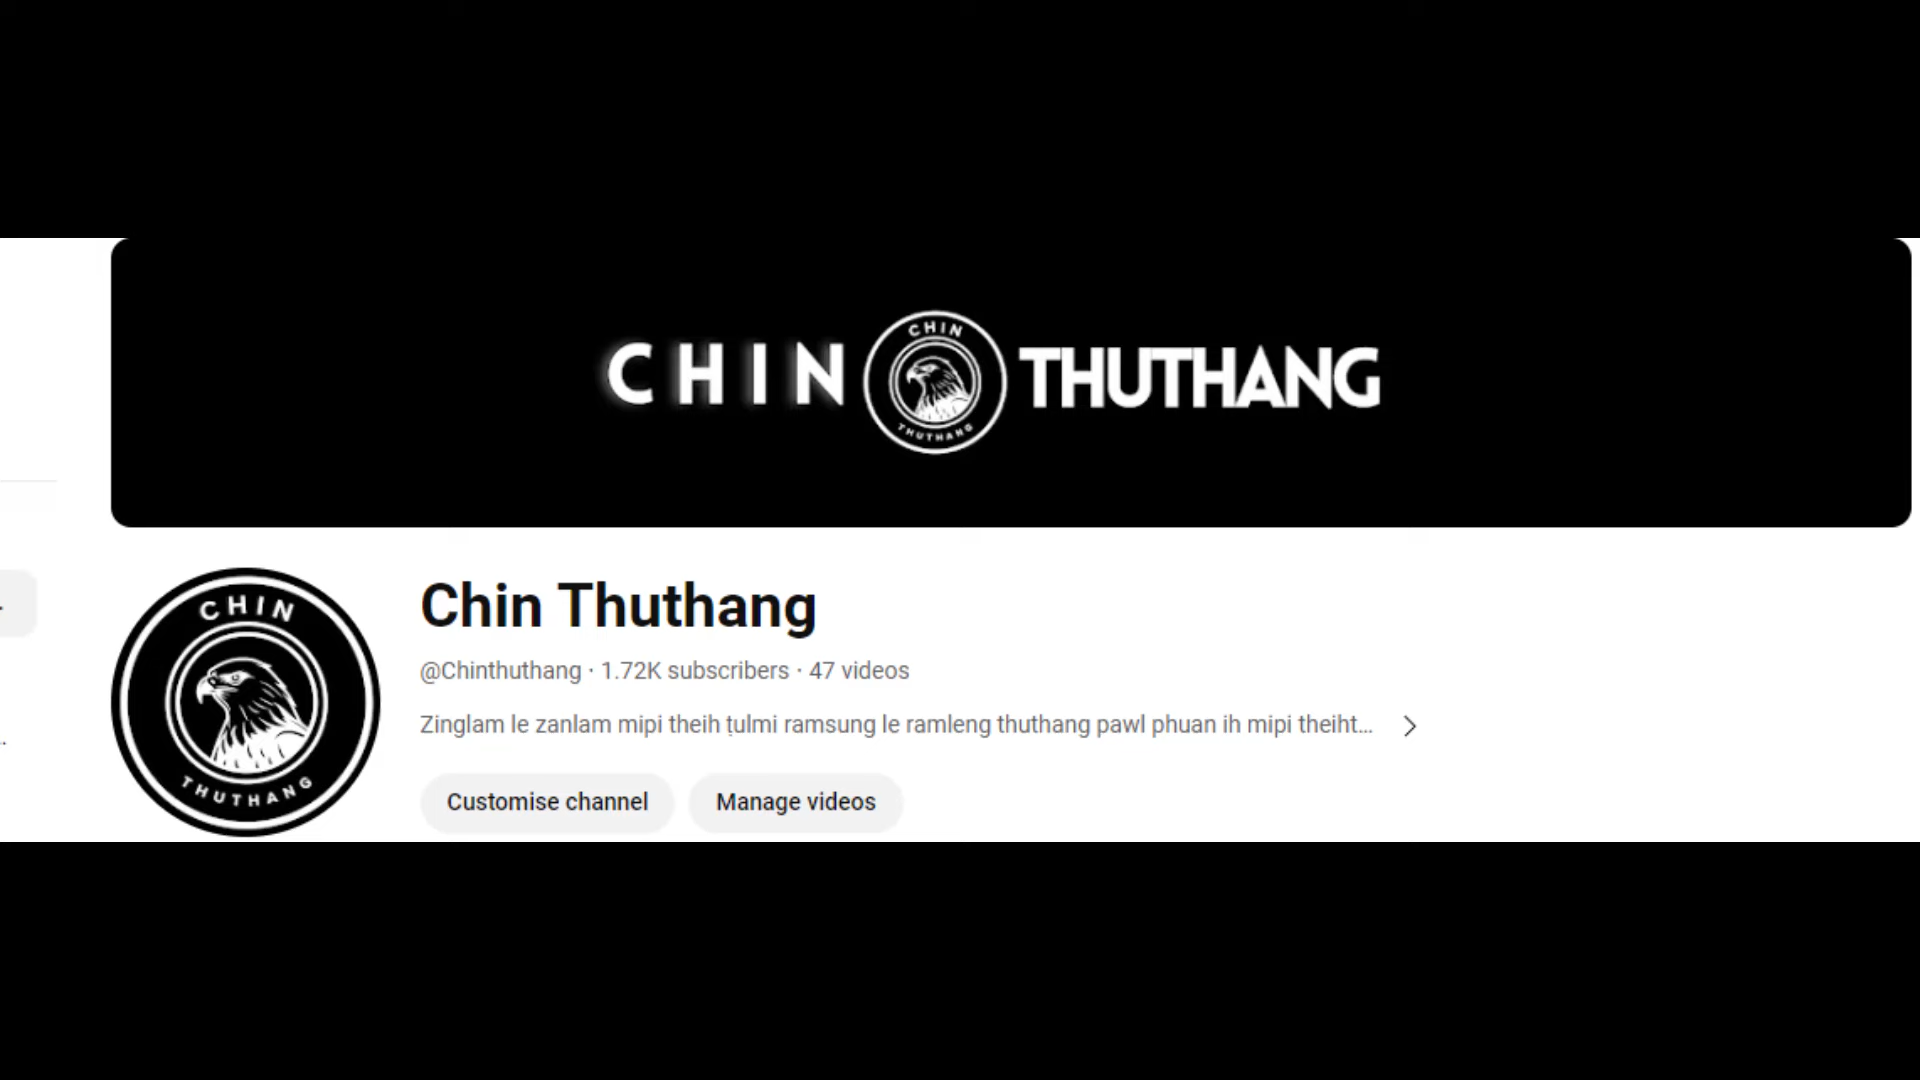 CHIN
CHIN
THUTHANG
THUTHANG
CHIN
THUTHANG
Chin Thuthang
@Chinthuthang · 1.72K subscribers · 47 videos
Zinglam le zanlam mipi theih ṭulmi ramsung le ramleng thuthang pawl phuan ih mipi theiht...
Customise channel
Manage videos